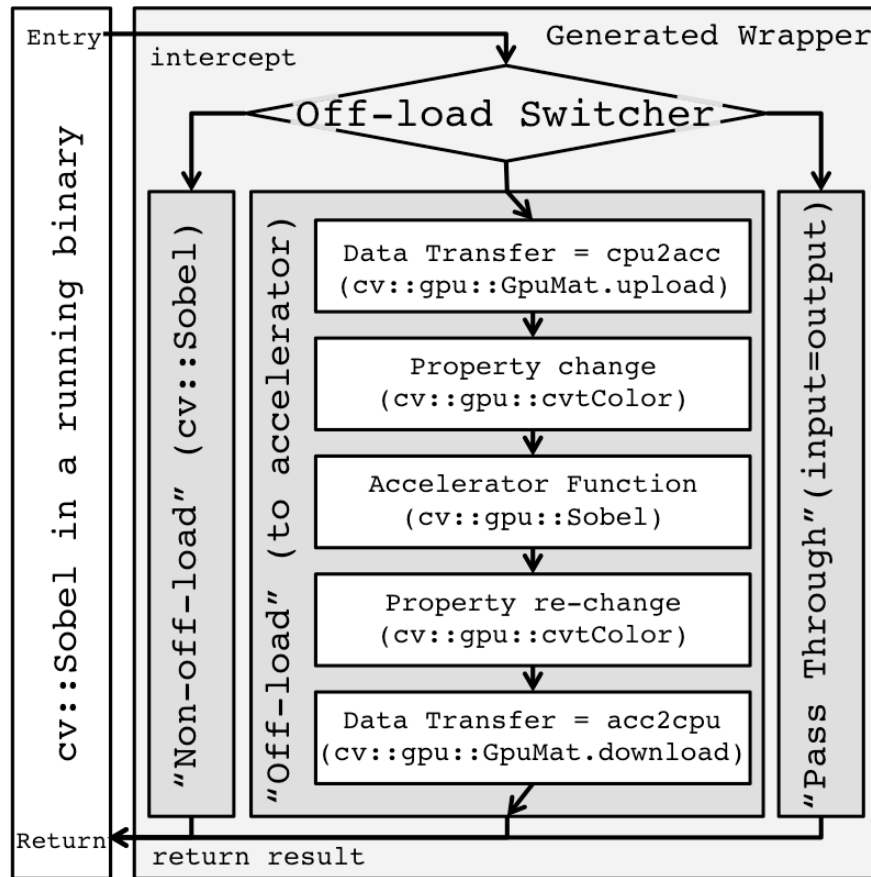 Entry
Generated Wrapper
intercept
Off-load Switcher
cv::Sobel in a running binary
“Non-off-load” (cv::Sobel)
“Off-load” (to accelerator)
Data Transfer = cpu2acc
(cv::gpu::GpuMat.upload)
Property change
(cv::gpu::cvtColor)
Accelerator Function
(cv::gpu::Sobel)
Property re-change
(cv::gpu::cvtColor)
Data Transfer = acc2cpu
(cv::gpu::GpuMat.download)
“Pass Through”(input=output)
Return
return result